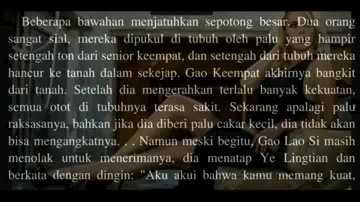 Beberapa bawahan menjatuhkan sepotong besar. Dua orang
sangat sial, mereka dipukul di tubuh oleh palu yang hampir
setengah ton dari senior keempat, dan setengah dari tubuh mereka
hancur ke tanah dalam sekejap. Gao Keempat akhirnya bangkit
dari tanah. Setelah dia mengerahkan terlalu banyak kekuatan,
semua otot di tubuhnya terasa sakit. Sekarang apalagi palu
raksasanya, bahkan jika dia diberi palu cakar kecil, dia tidak akan
bisa mengangkatnya. . . Namun meski begitu, Gao Lao Si masih
menolak untuk menerimanya, dia menatap Ye Lingtian dan
berkata dengan dingin: "Aku akui bahwa kamu memang kuat,